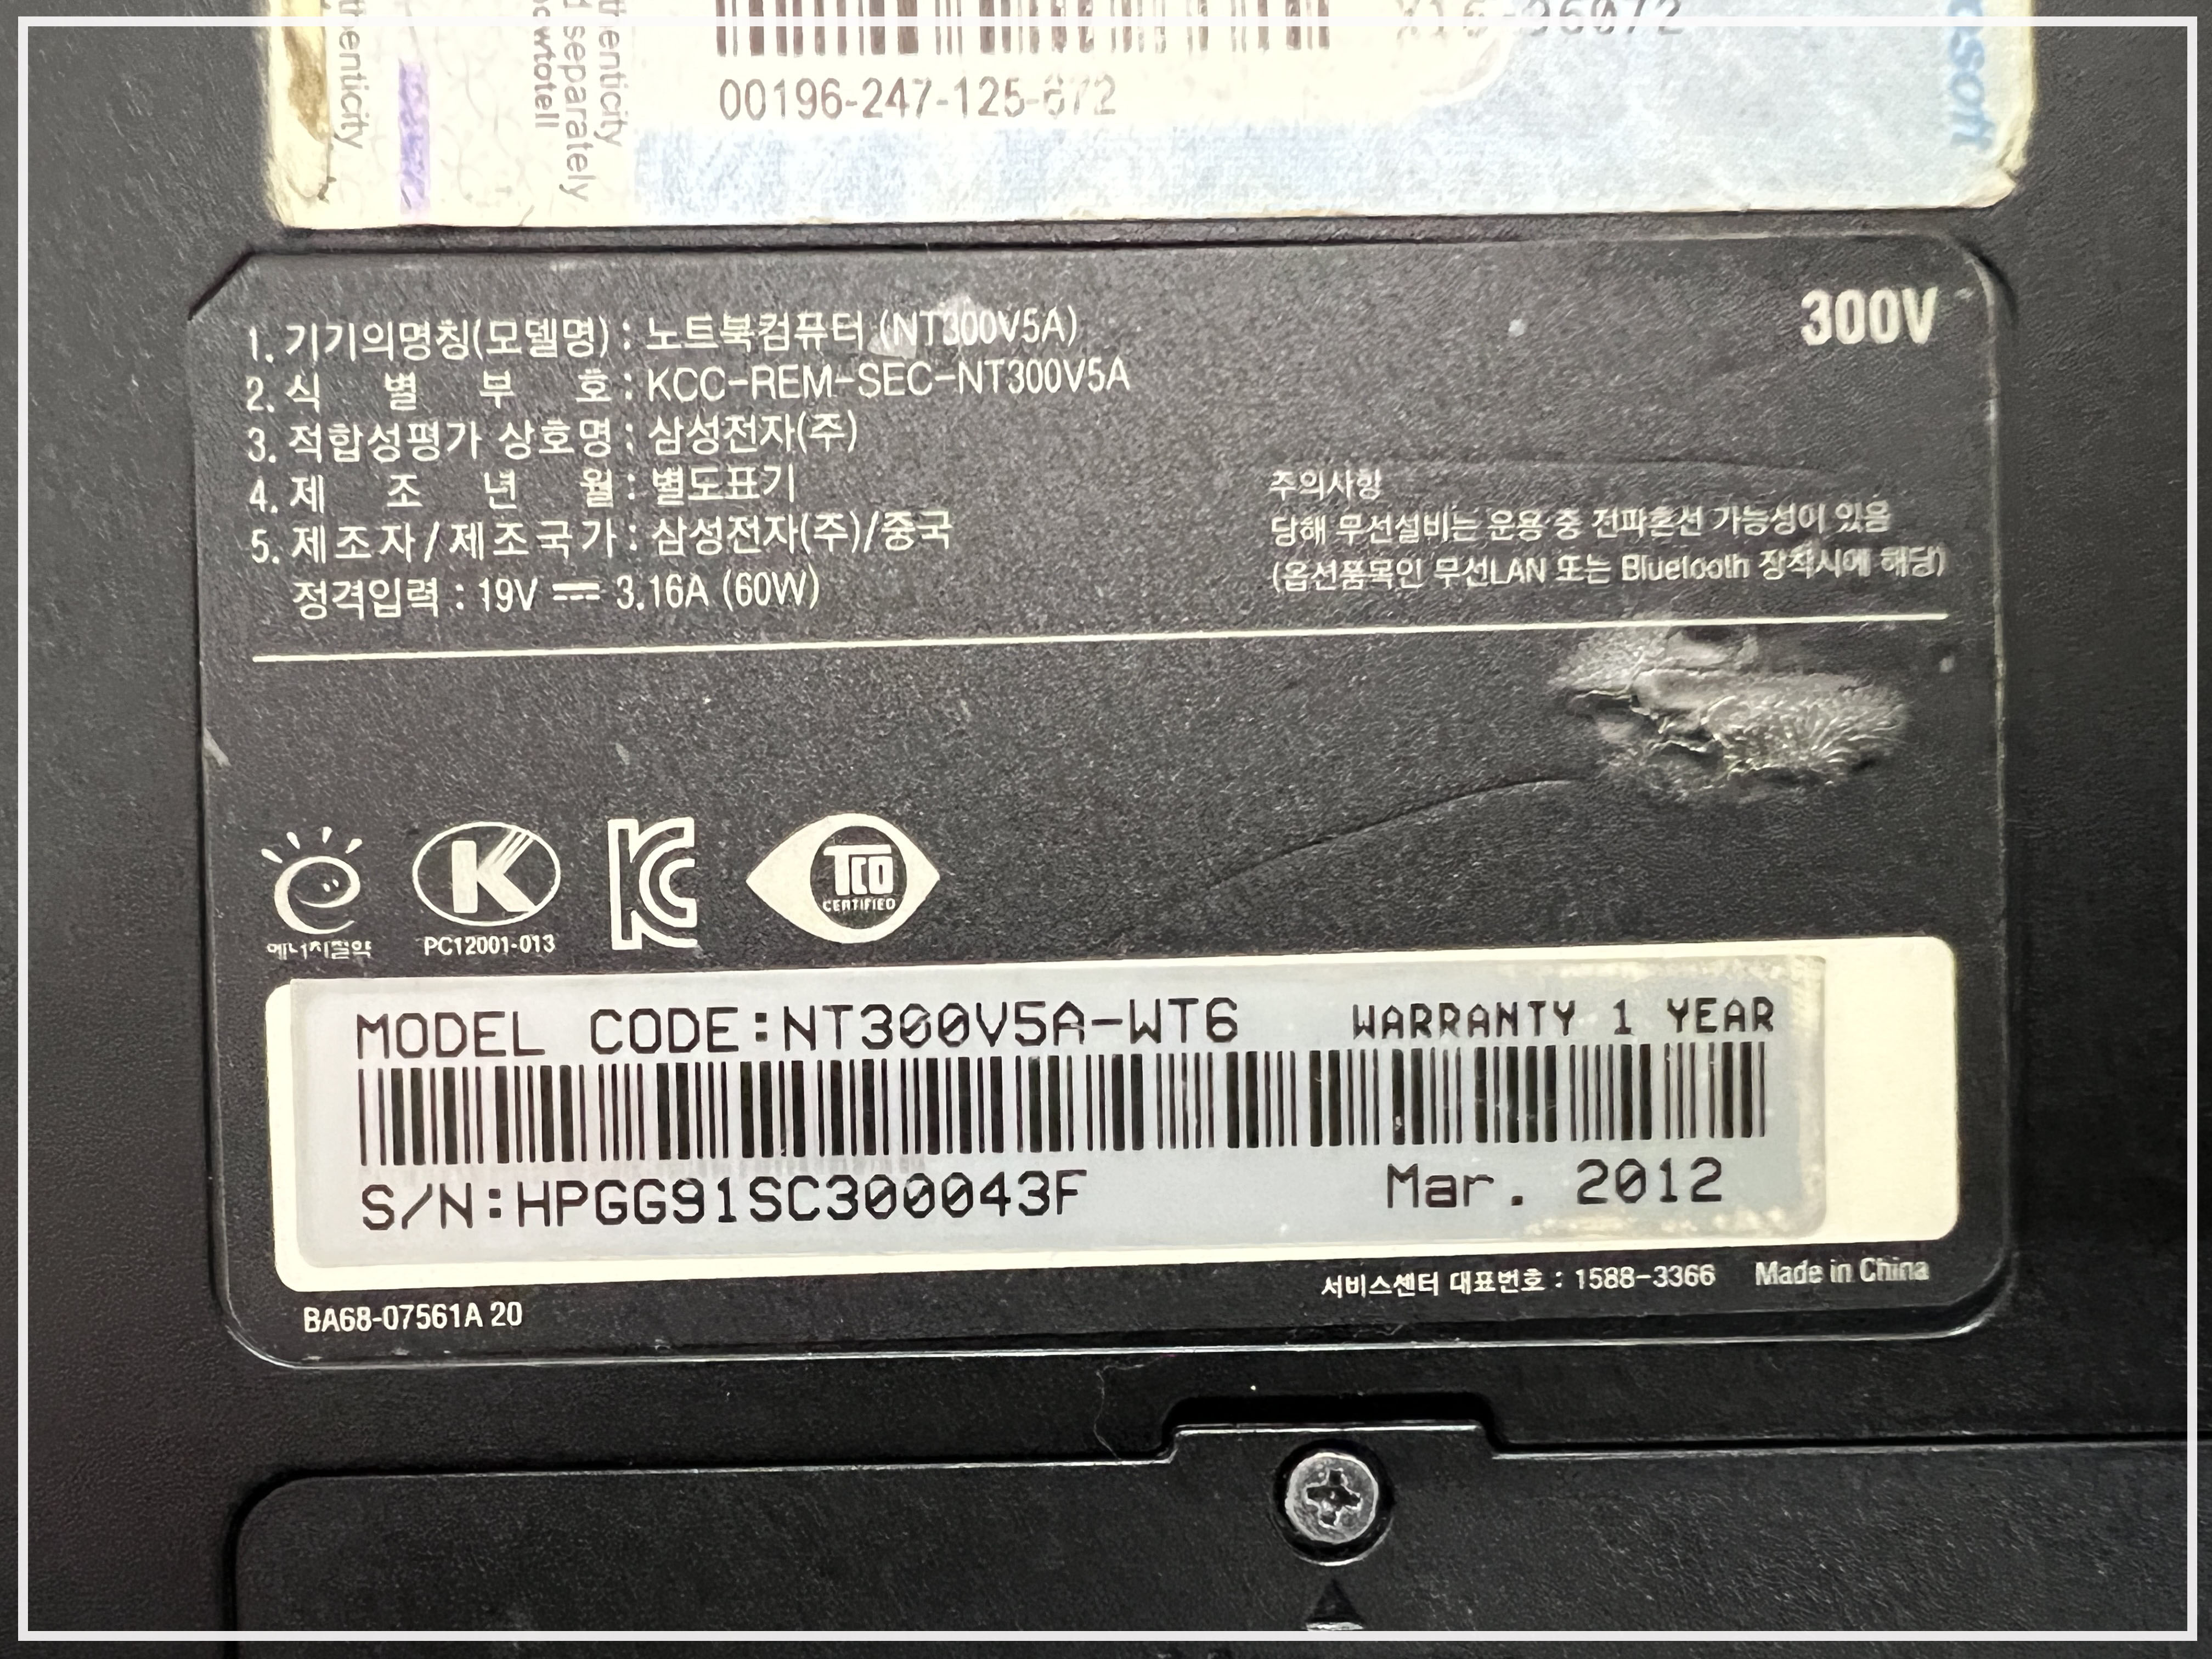 thenticity
thenticity
d separately
00196-247-125-672
300V
1. 기기의명칭(모델명) : 노트북컴퓨터 (NT300V5A)
2. 식 별 부 호 : KCC-REM-SEC-NT300V5A
3. 적합성평가 상호명 : 삼성전자(주)
4. 제 조 년 월 : 별도표기
5. 제조자/제조국가 : 삼성전자(주)/중국
정격입력 : 19V 3.16A (60W)
주의사항
당해 무선설비는 운용 중 전파혼선 가능성이 있음
(옵션품목인 무선LAN 또는 Bluetooth 장착시에 해당)
에너지절약
K
PC12001-013
KC
TCO
CERTIFIED
MODEL CODE:NT300V5A-WT6 WARRANTY 1 YEAR
S/N:HPGG91SC300043F Mar. 2012
BA68-07561A 20
서비스센터 대표번호 : 1588-3366 Made in China